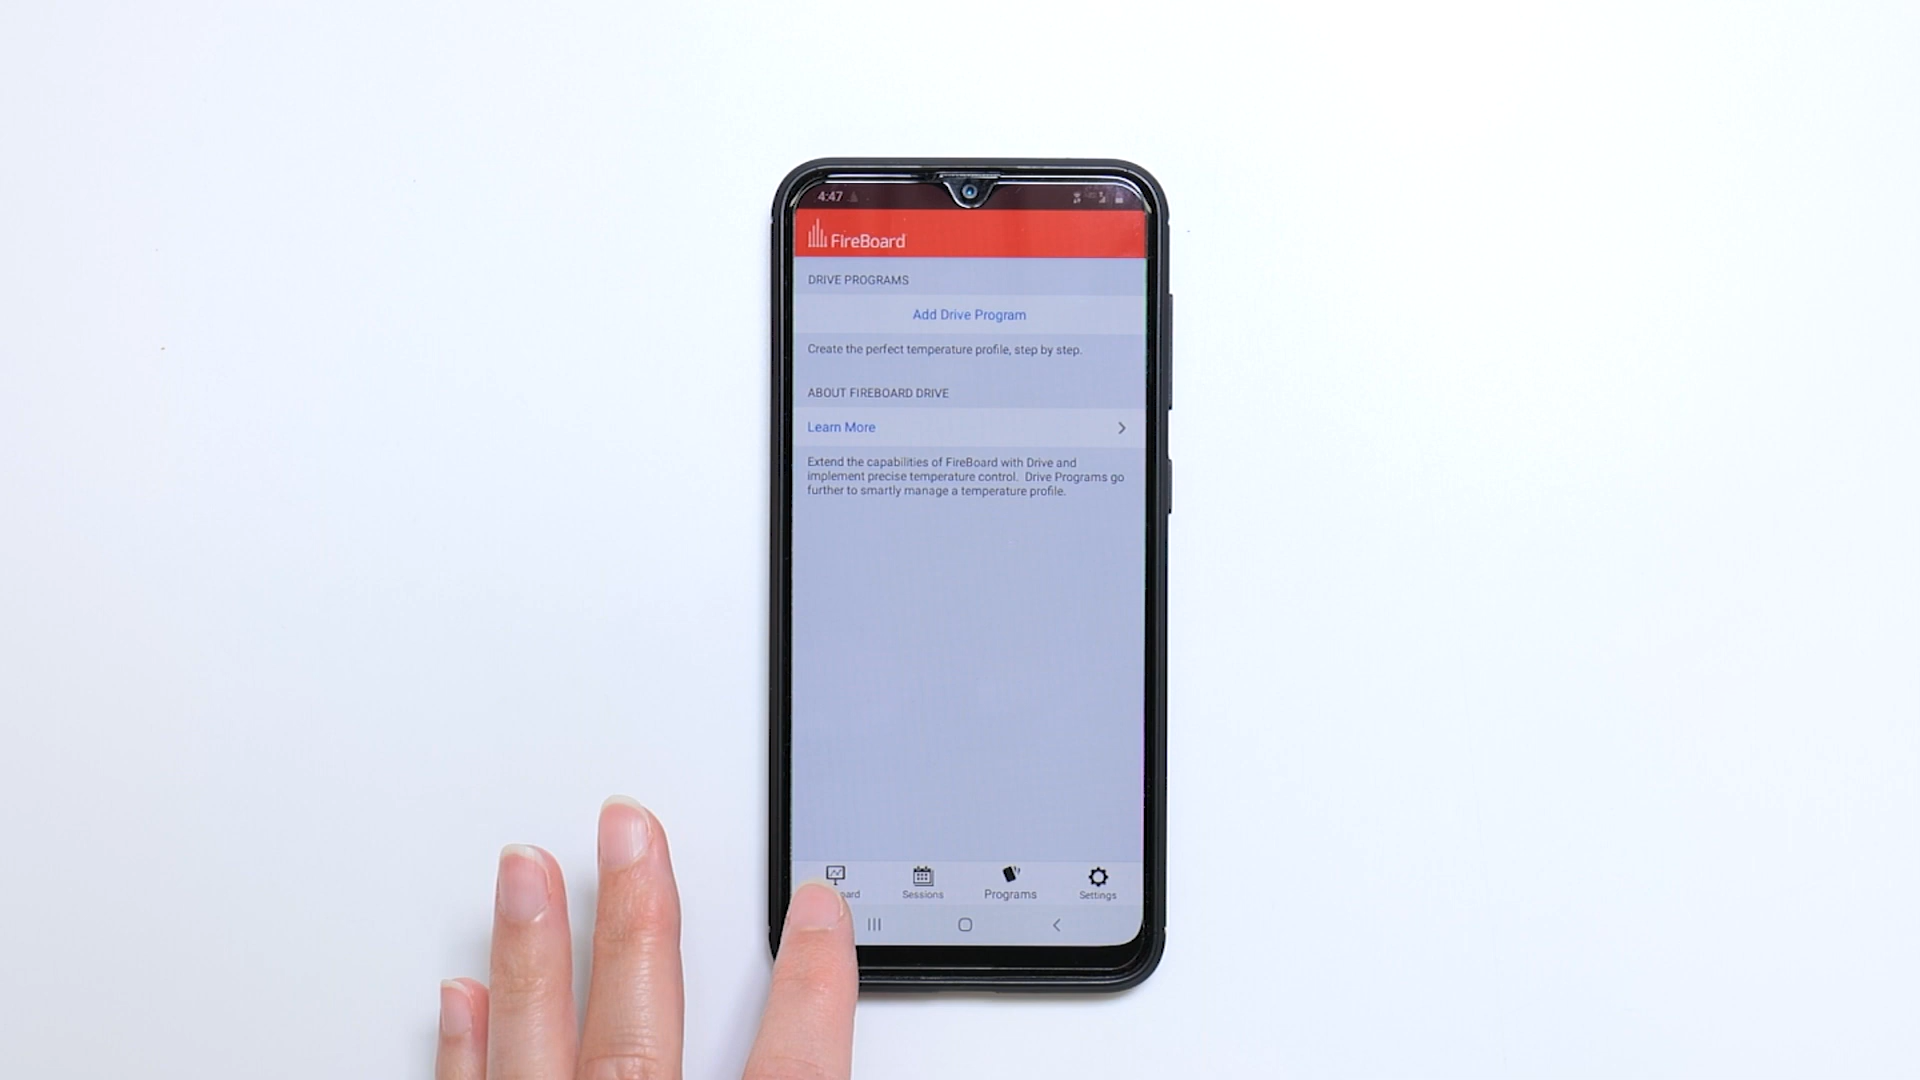 4:47
FireBoard
DRIVE PROGRAMS
Add Drive Program
Create the perfect temperature profile, step by step.
ABOUT FIREBOARD DRIVE
Learn More
Extend the capabilities of FireBoard with Drive and
implement precise temperature control. Drive Programs go
further to smartly manage a temperature profile.
Sessions Programs Settings